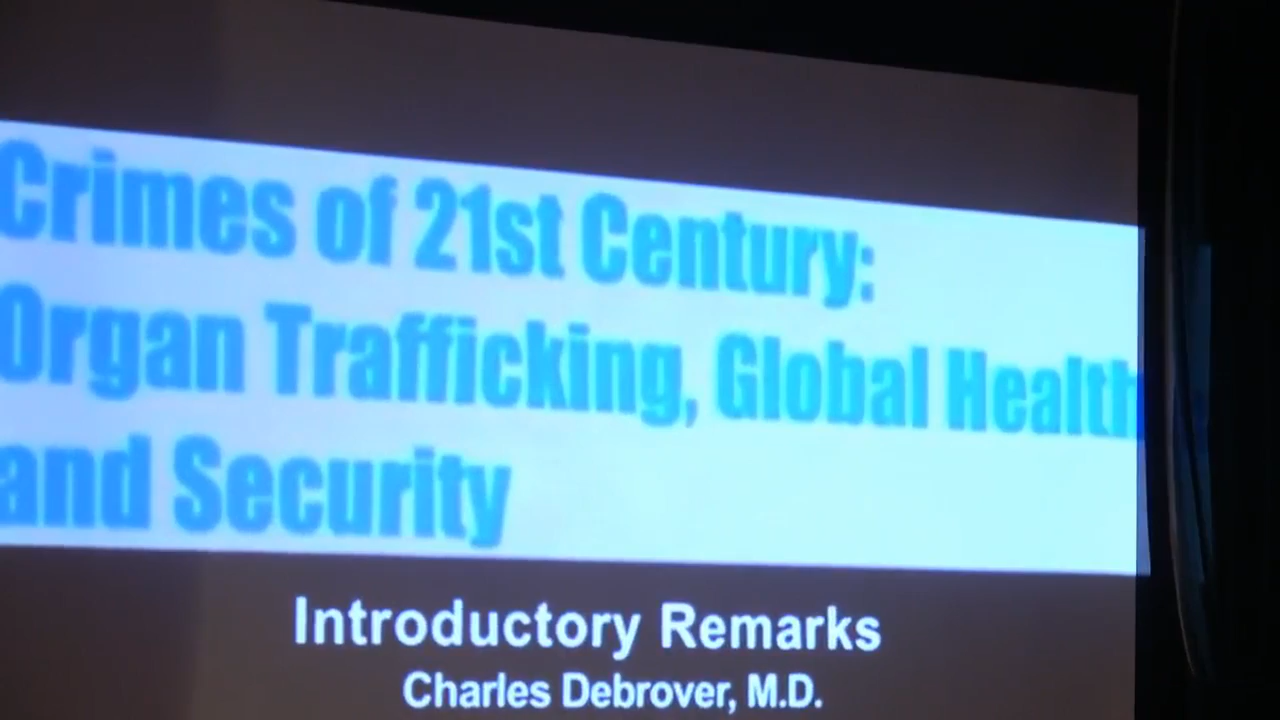 Crimes of 21st Century:
Organ Trafficking, Global Health
and Security
Introductory Remarks
Charles Debrover, M.D.